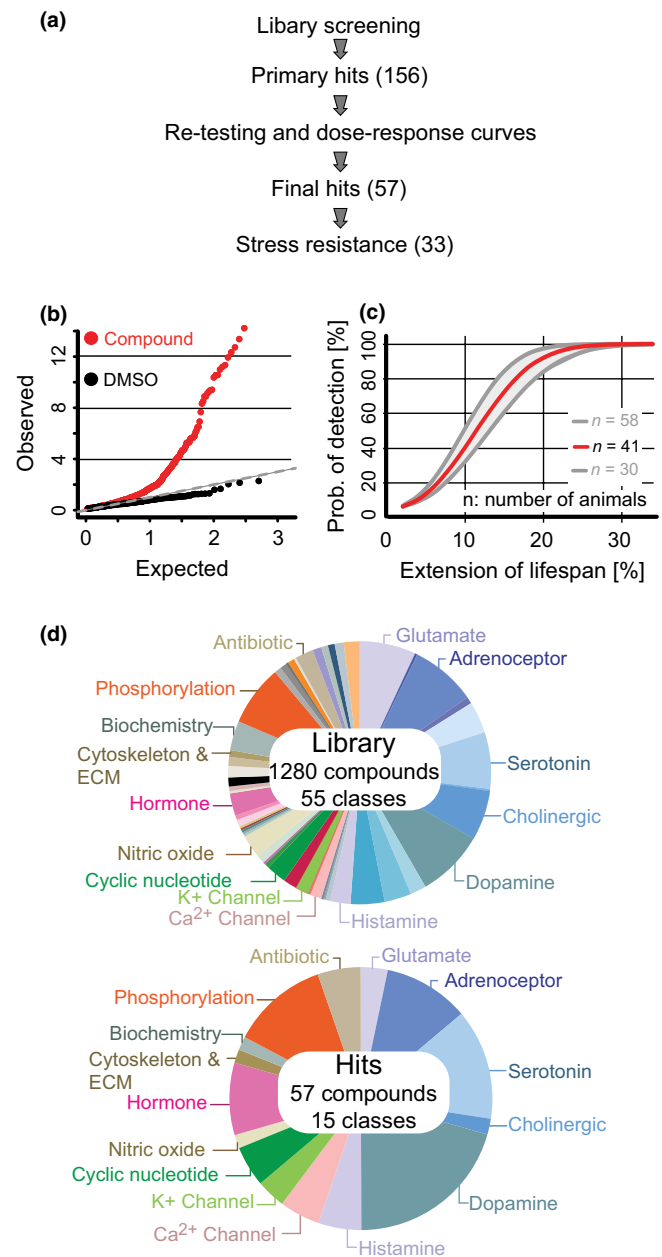 (a)
Libary screening
Primary hits (156)
Re-testing and dose-response curves
Final hits (57)
Stress resistance (33)
(b)
Compound
DMSO
12
8
4
0
Observed
0
1
2
3
Expected
(c)
100
80
60
40
20
0
Prob. of detection [%]
n = 58
n = 41
n = 30
n: number of animals
0
10
20
30
Extension of lifespan [%]
(d)
Antibiotic
Glutamate
Adrenoceptor
Phosphorylation
Biochemistry
Cytoskeleton &
ECM
Hormone
Nitric oxide
Cyclic nucleotide
K+ Channel
Ca2+ Channel
Histamine
Dopamine
Cholinergic
Serotonin
Library
1280 compounds
55 classes
Antibiotic
Glutamate
Adrenoceptor
Phosphorylation
Biochemistry
Cytoskeleton &
ECM
Hormone
Nitric oxide
Cyclic nucleotide
K+ Channel
Ca2+ Channel
Histamine
Dopamine
Cholinergic
Serotonin
Hits
57 compounds
15 classes